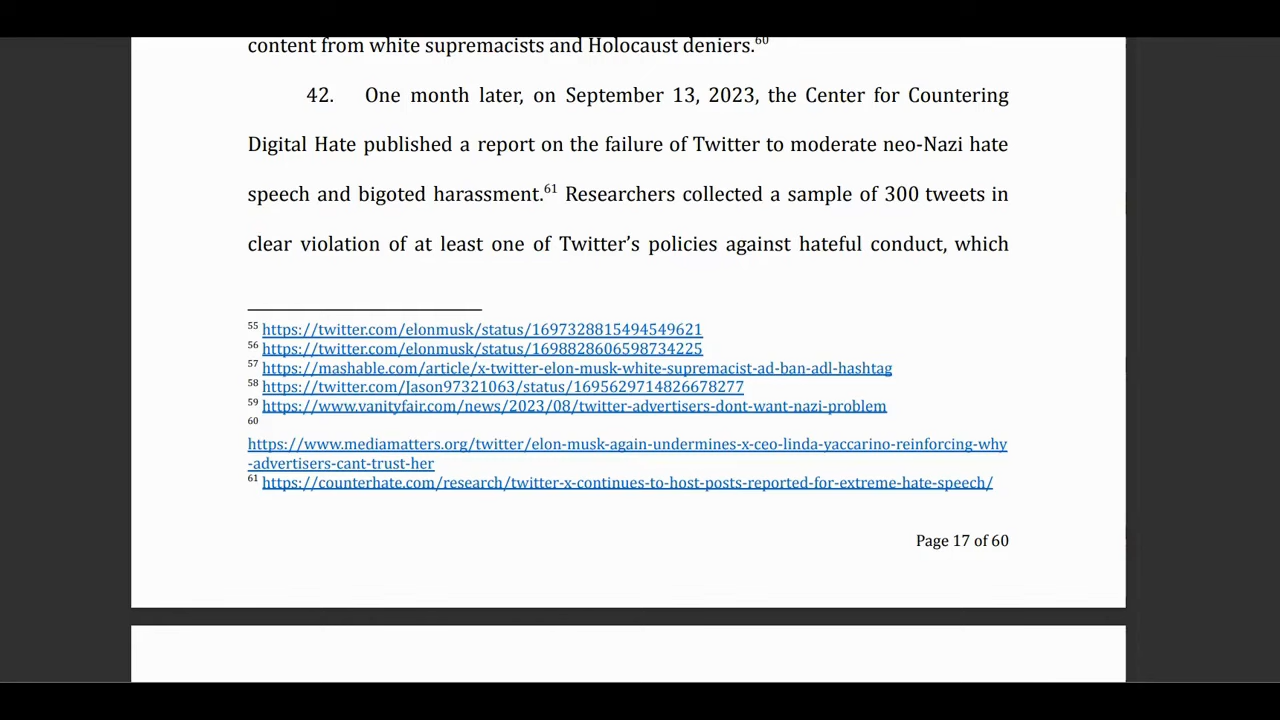 content from white supremacists and Holocaust deniers.60
42. One month later, on September 13, 2023, the Center for Countering
Digital Hate published a report on the failure of Twitter to moderate neo-Nazi hate
speech and bigoted harassment.61 Researchers collected a sample of 300 tweets in
clear violation of at least one of Twitter’s policies against hateful conduct, which
55 https://twitter.com/elonmusk/status/1697328815494549621
56 https://twitter.com/elonmusk/status/1698828606598734225
57 https://mashable.com/article/x-twitter-elon-musk-white-supremacist-ad-ban-adl-hashtag
58 https://twitter.com/Jason97321063/status/1695629714826678277
59 https://www.vanityfair.com/news/2023/08/twitter-advertisers-dont-want-nazi-problem
60
https://www.mediamatters.org/twitter/elon-musk-again-undermines-x-ceo-linda-yaccarino-reinforcing-why
-advertisers-cant-trust-her
61 https://counterhate.com/research/twitter-x-continues-to-host-posts-reported-for-extreme-hate-speech/
Page 17 of 60